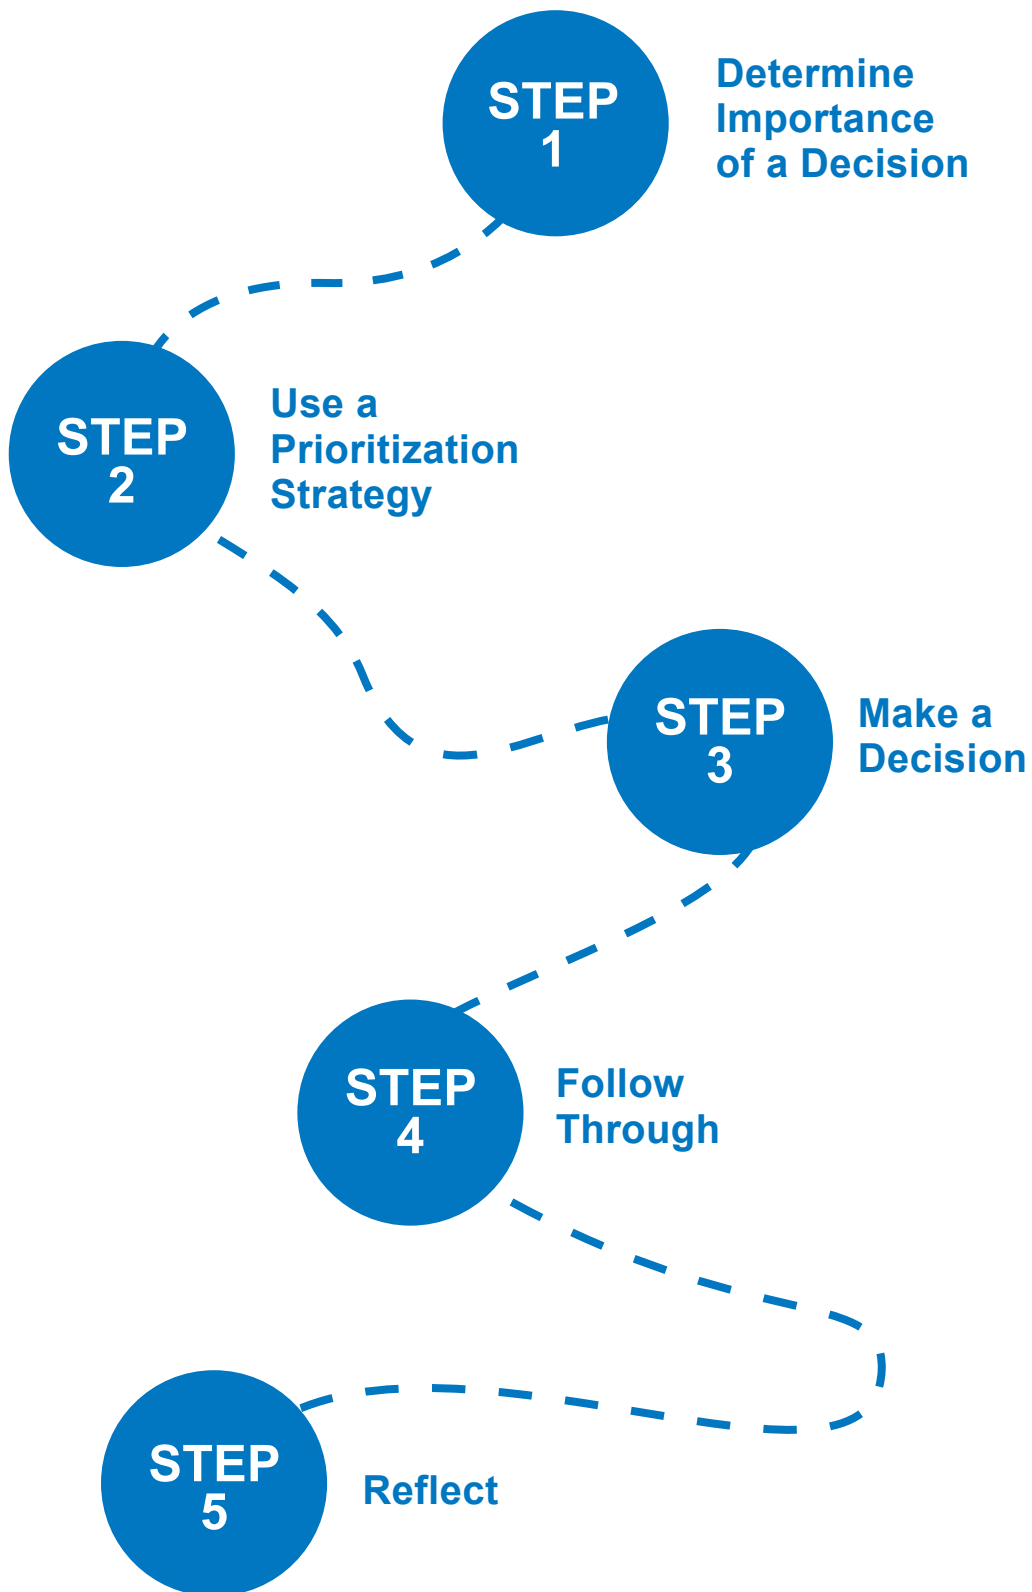 STEP
1
Determine
Importance
of a Decision
STEP
2
Use a
Prioritization
Strategy
STEP
3
Make a
Decision
STEP
4
Follow
Through
STEP
5
Reflect